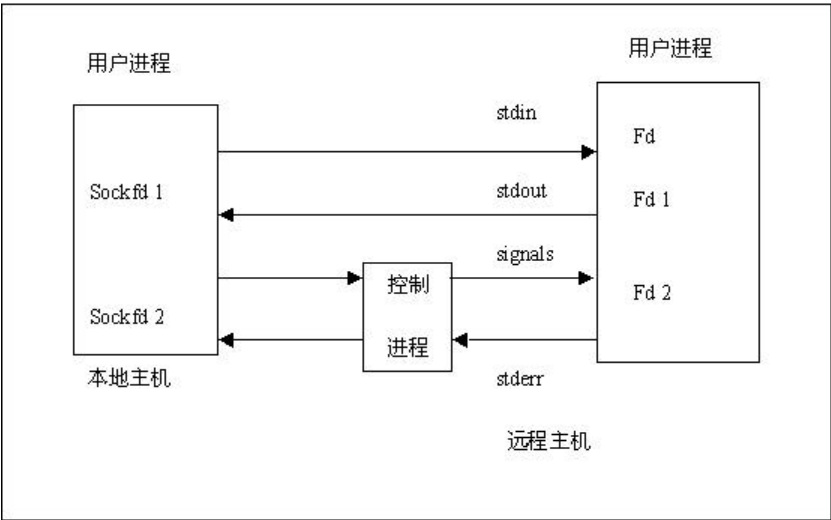 用户进程
用户进程
stdin
Fd
Sockfd 1
stdout
Fd 1
signals
控制
Fd 2
Sockfd 2
进程
本地主机
stderr
远程主机